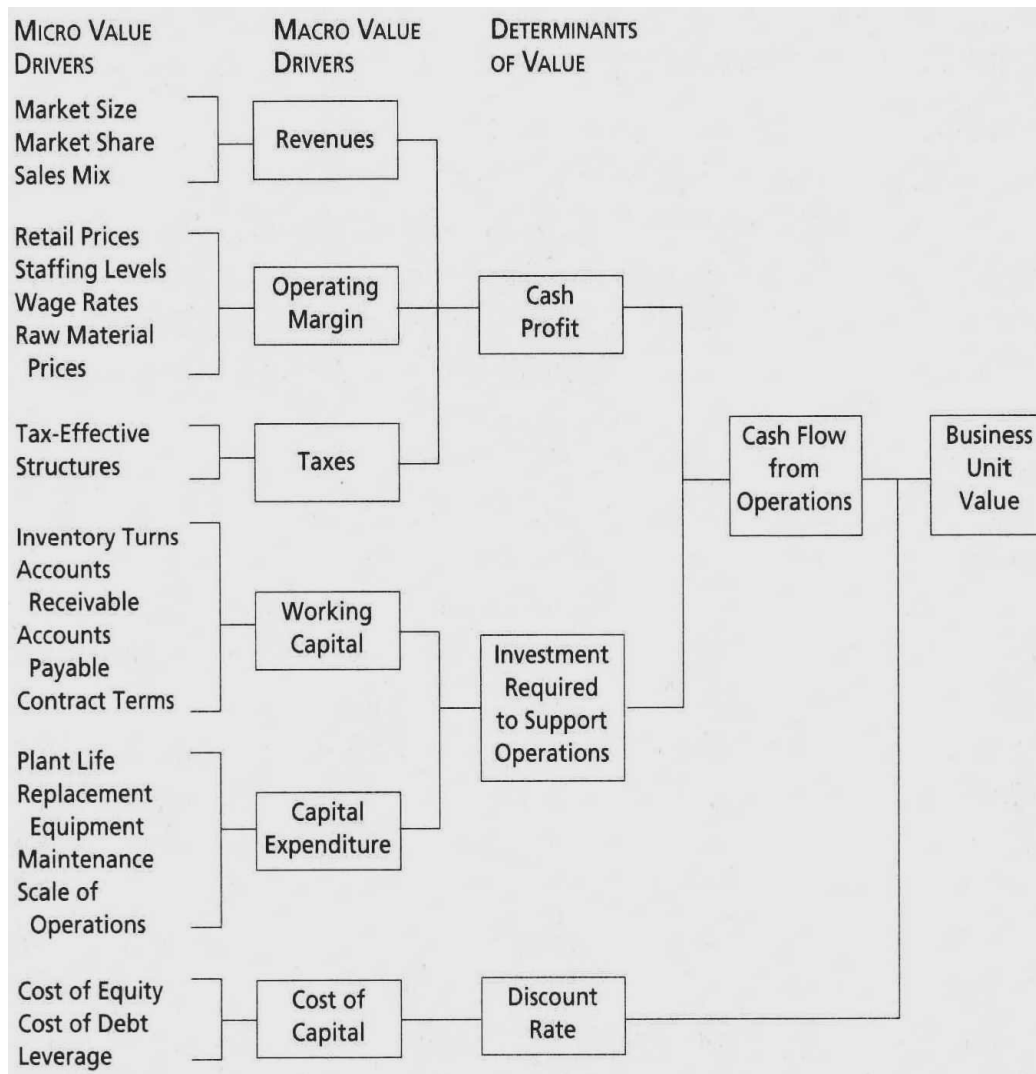 MICRO VALUE
DRIVERS
MACRO VALUE
DRIVERS
DETERMINANTS
OF VALUE
Market Size
Market Share
Sales Mix
Revenues
Retail Prices
Staffing Levels
Wage Rates
Raw Material
Prices
Operating
Margin
Cash
Profit
Tax-Effective
Structures
Taxes
Cash Flow
from
Operations
Business
Unit
Value
Inventory Turns
Accounts
Receivable
Accounts
Payable
Contract Terms
Working
Capital
Investment
Required
to Support
Operations
Plant Life
Replacement
Equipment
Maintenance
Scale of
Operations
Capital
Expenditure
Cost of Equity
Cost of Debt
Leverage
Cost of
Capital
Discount
Rate